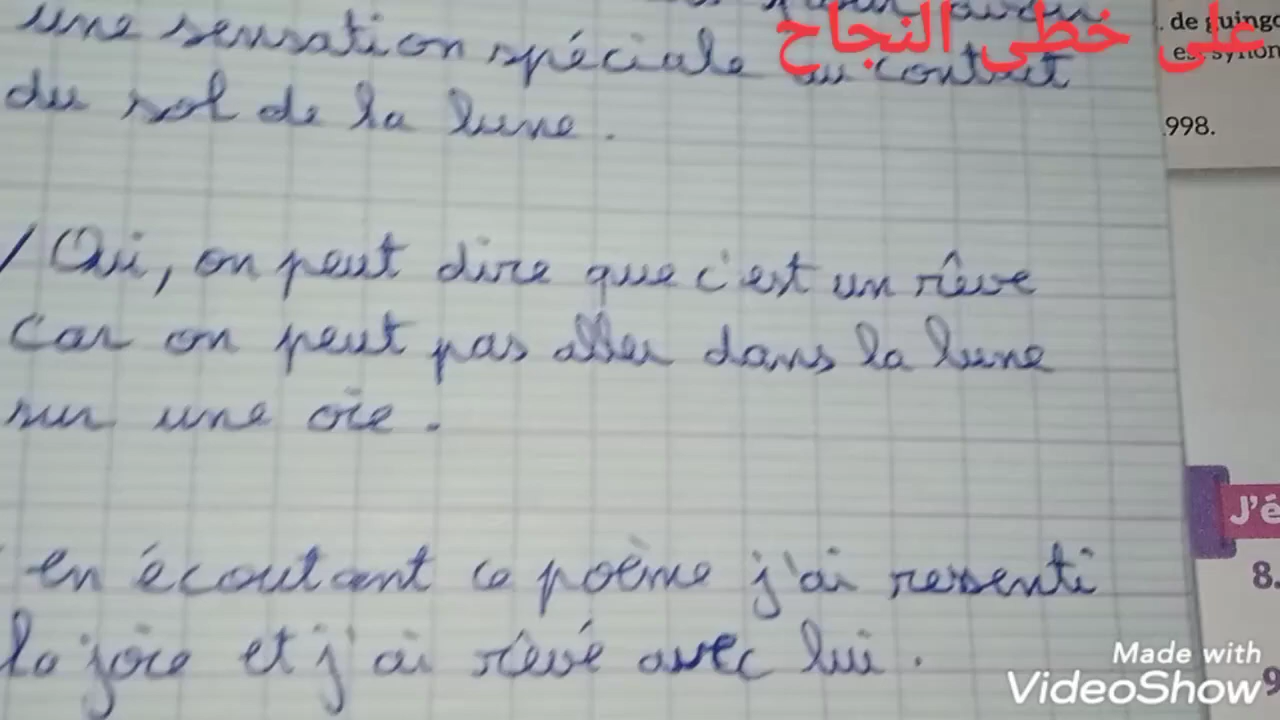 une sensation spéciale au contact
du sol de la lune.
/ Oui, on peut dire que c'est un rêve
Car on peut pas aller dans la lune
sur une oie.
en écoutant ce poème j'ai ressenti
la joie et j'ai rêvé avec lui.
على خطى النجاح
. de guingo
998.
J'é
8.
9
Made with
VideoShow